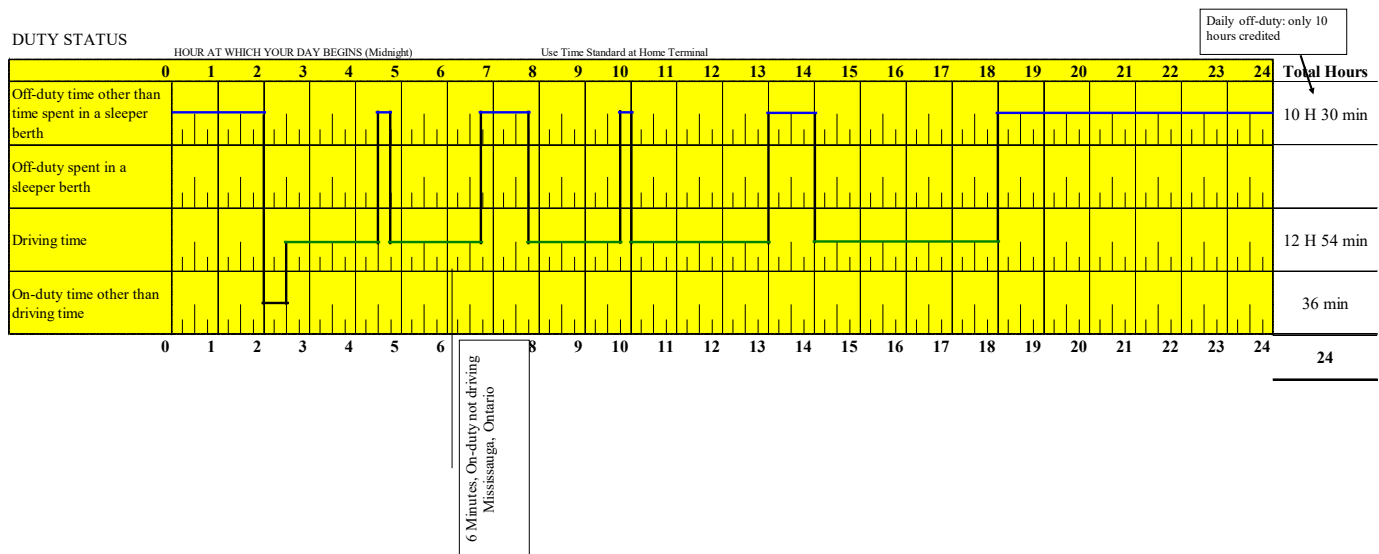 Daily off-duty: only 10
hours credited
DUTY STATUS
HOUR AT WHICH YOUR DAY BEGINS (Midnight) Use Time Standard at Home Terminal
0 1 2 3 4 5 6 7 8 9 10 11 12 13 14 15 16 17 18 19 20 21 22 23 24 Total Hours
Off-duty time other than
time spent in a sleeper
berth
10 H 30 min
Off-duty spent in a
sleeper berth
Driving time
12 H 54 min
On-duty time other than
driving time
36 min
0 1 2 3 4 5 6 8 9 10 11 12 13 14 15 16 17 18 19 20 21 22 23 24
24
6 Minutes, On-duty not driving
Mississauga, Ontario